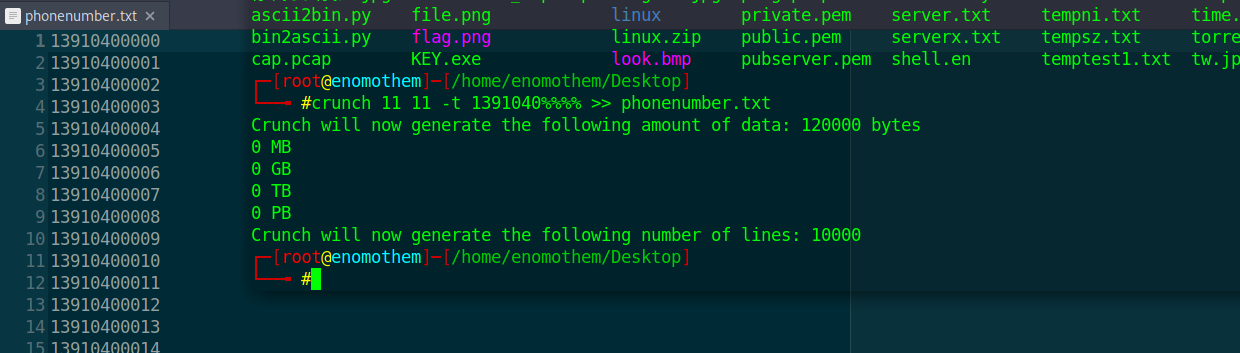 phonenumber.txt ×
1 13910400000
2 13910400001
3 13910400002
4 13910400003
5 13910400004
6 13910400005
7 13910400006
8 13910400007
9 13910400008
10 13910400009
11 13910400010
12 13910400011
13 13910400012
14 13910400013
15 13910400014
ascii2bin.py file.png linux private.pem server.txt tempni.txt time.
bin2ascii.py flag.png linux.zip public.pem serverx.txt tempsz.txt torre
cap.pcap KEY.exe look.bmp pubserver.pem shell.en temptest1.txt tw.jp
[root@enomothem]─[/home/enomothem/Desktop]
#crunch 11 11 -t 1391040%%%% >> phonenumber.txt
Crunch will now generate the following amount of data: 120000 bytes
0 MB
0 GB
0 TB
0 PB
Crunch will now generate the following number of lines: 10000
[root@enomothem]─[/home/enomothem/Desktop]
#